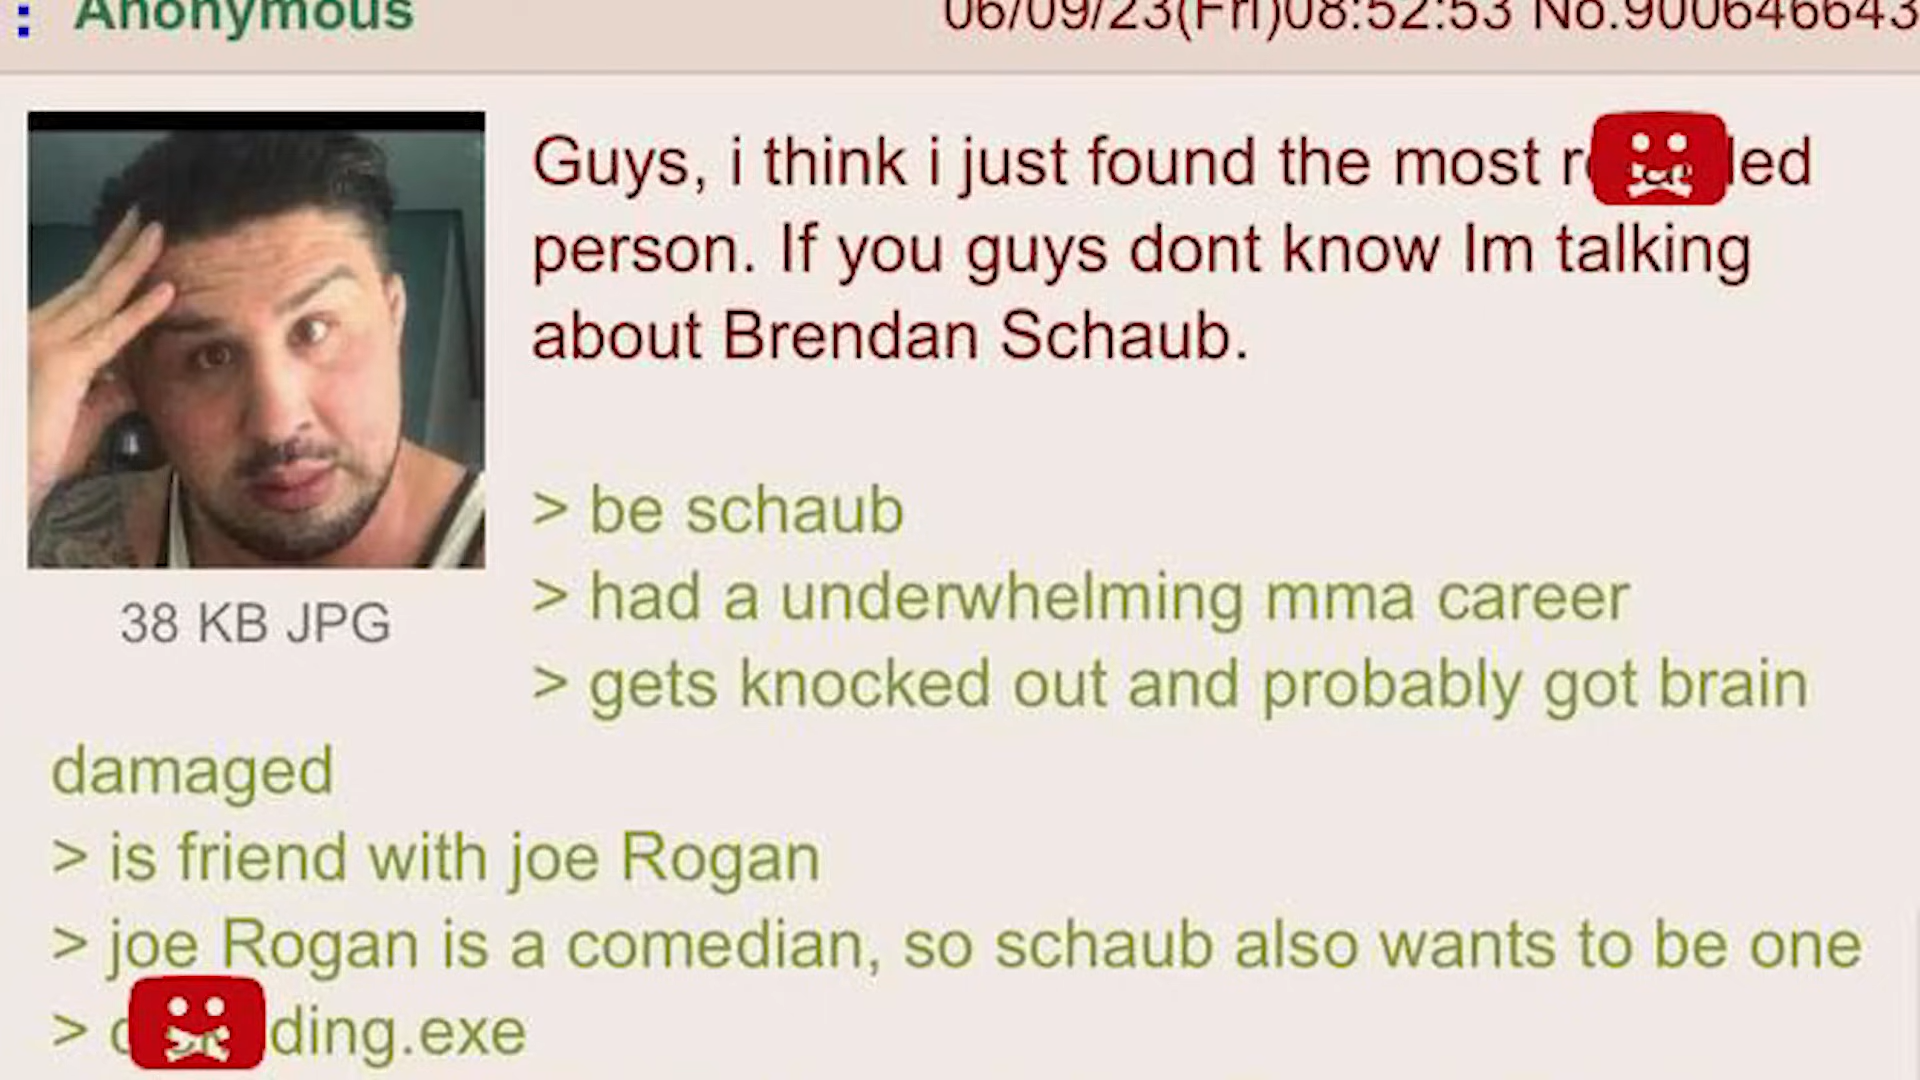 Anonymous
06/09/23(Fri)08:52:53 No.900646643
Guys, i think i just found the most
person. If you guys dont know Im talking
about Brendan Schaub.
> be schaub
> had a underwhelming mma career
> gets knocked out and probably got brain
38 KB JPG
damaged
> is friend with joe Rogan
> joe Rogan is a comedian, so schaub also wants to be one
>